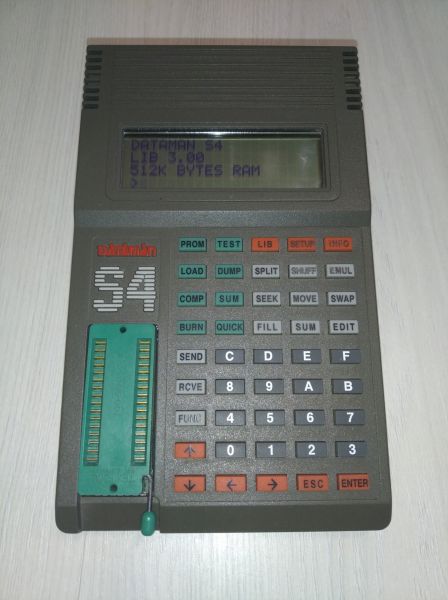 DATAMAN S4
LIB 3.00
512K BYTES RAM
>
dataman
S4
PROM TEST LIB SETUP INFO
LOAD DUMP SPLIT SHUFF EMUL
COMP SUM SEEK MOVE SWAP
BURN QUICK FILL SUM EDIT
SEND C D E F
RCVE 8 9 A B
FUNC 4 5 6 7
↑ 0 1 2 3
↓ ← → ESC ENTER